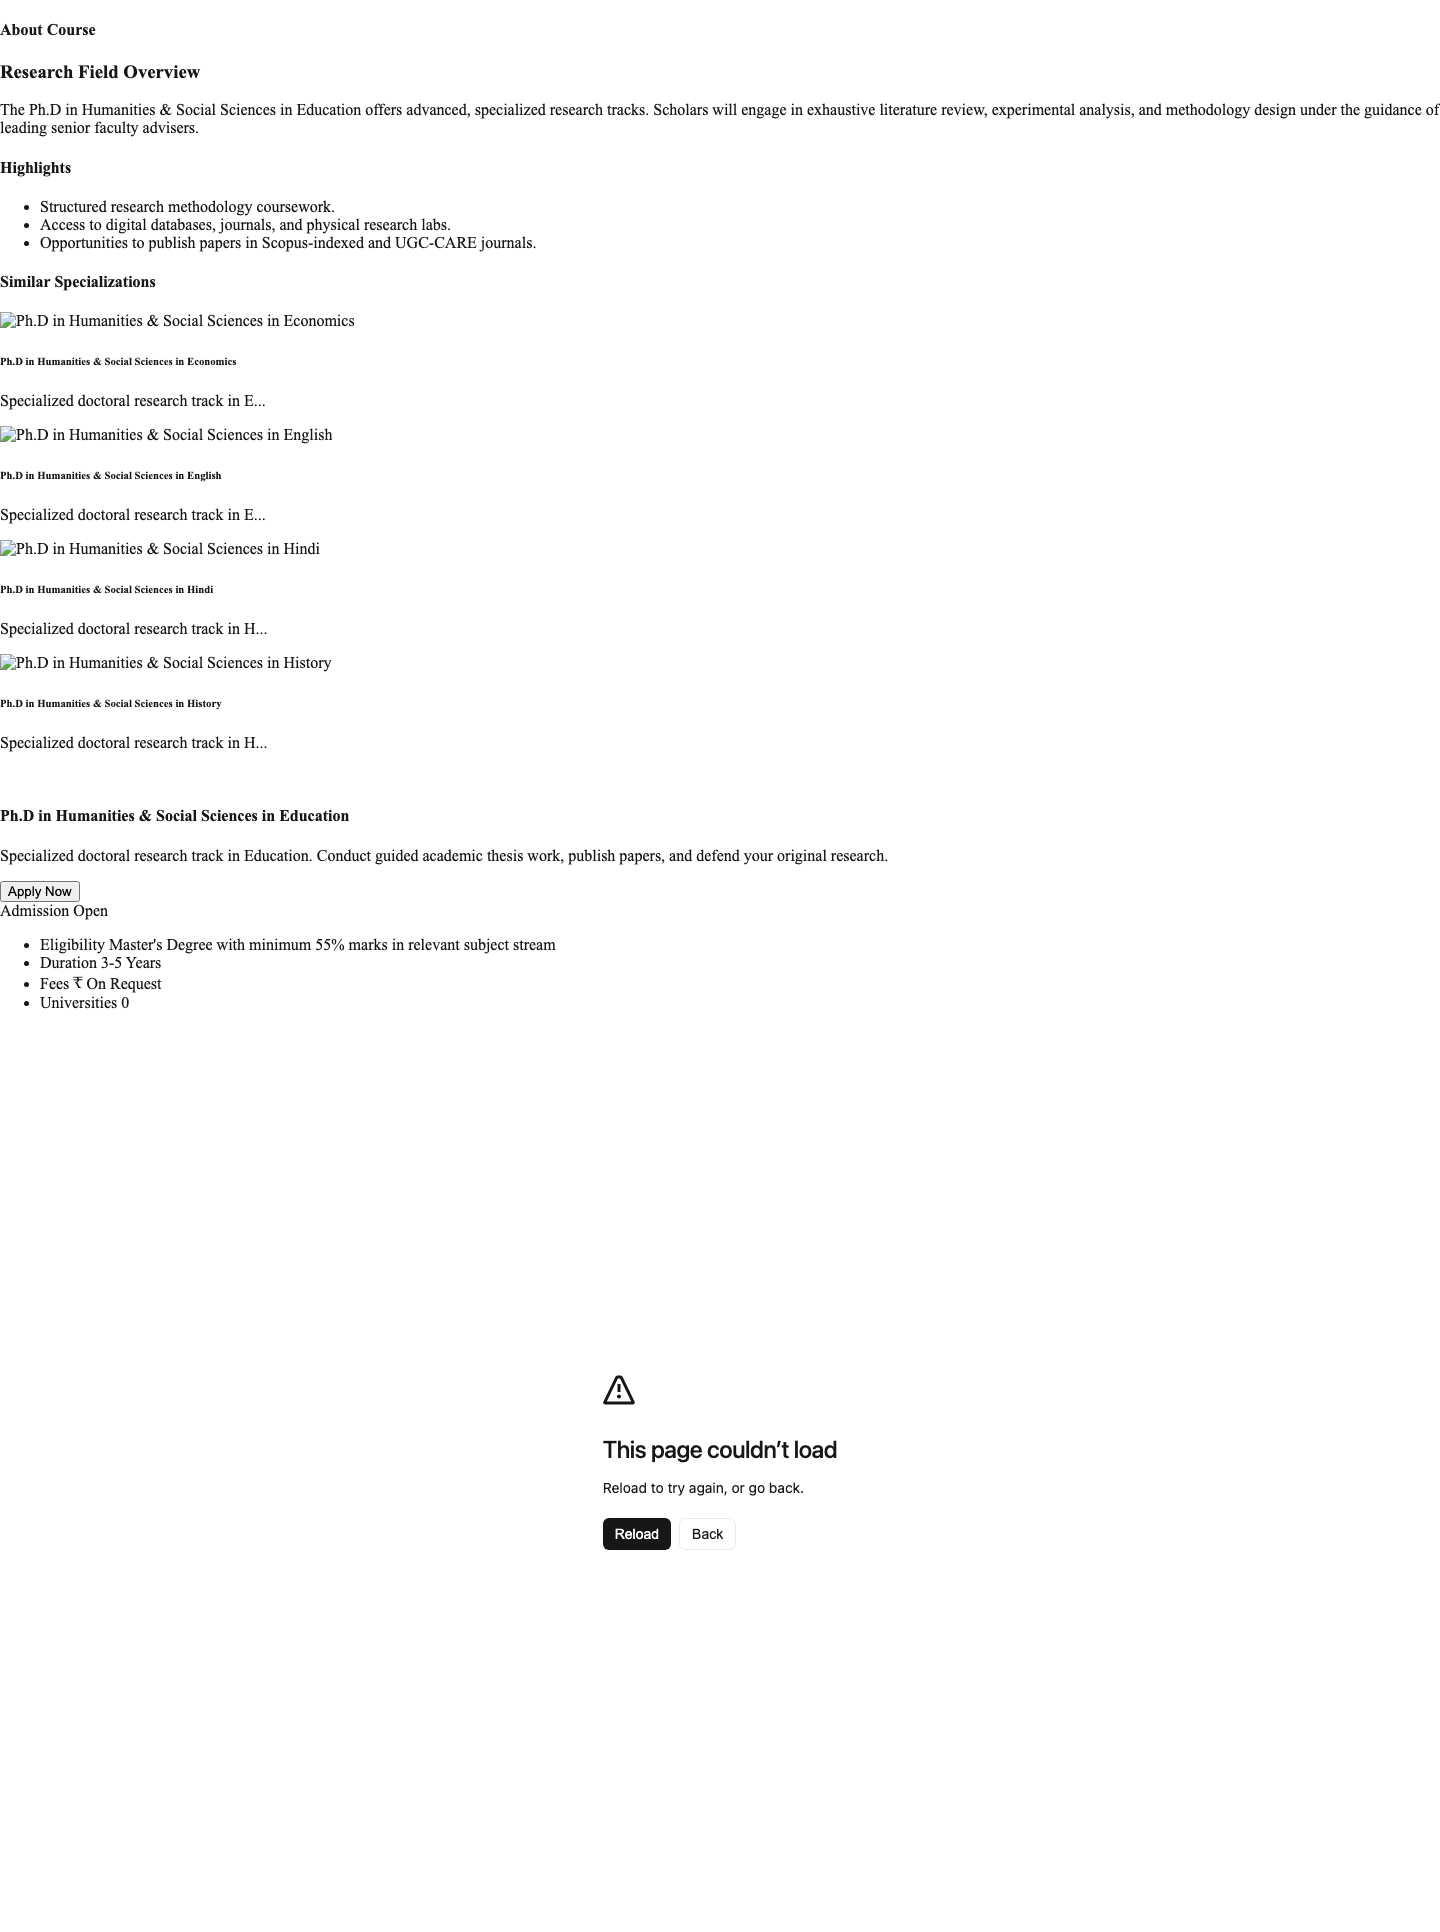 About Course
Research Field Overview
The Ph.D in Humanities & Social Sciences in Education offers advanced, specialized research tracks. Scholars will engage in exhaustive literature review, experimental analysis, and methodology design under the guidance of
leading senior faculty advisers.
Highlights
Structured research methodology coursework.
Access to digital databases, journals, and physical research labs.
Opportunities to publish papers in Scopus-indexed and UGC-CARE journals.
Similar Specializations
Ph.D in Humanities & Social Sciences in Economics
Ph.D in Humanities & Social Sciences in Economics
Specialized doctoral research track in E...
Ph.D in Humanities & Social Sciences in English
Ph.D in Humanities & Social Sciences in English
Specialized doctoral research track in E...
Ph.D in Humanities & Social Sciences in Hindi
Ph.D in Humanities & Social Sciences in Hindi
Specialized doctoral research track in H...
Ph.D in Humanities & Social Sciences in History
Ph.D in Humanities & Social Sciences in History
Specialized doctoral research track in H...
Ph.D in Humanities & Social Sciences in Education
Specialized doctoral research track in Education. Conduct guided academic thesis work, publish papers, and defend your original research.
Apply Now
Admission Open
Eligibility Master's Degree with minimum 55% marks in relevant subject stream
Duration 3-5 Years
Fees ₹ On Request
Universities 0
This page couldn’t load
Reload to try again, or go back.
Reload Back